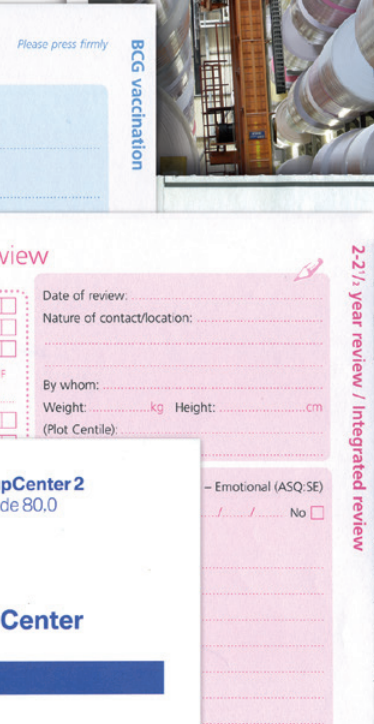 Please press firmly
BCG vaccination
view
Date of review:
Nature of contact/location:
F
By whom:
Weight: kg Height: cm
(Plot Centile):
2-2½ year review / Integrated review
– Emotional (ASQ:SE)
/ / No
pCenter 2
de 80.0
Center